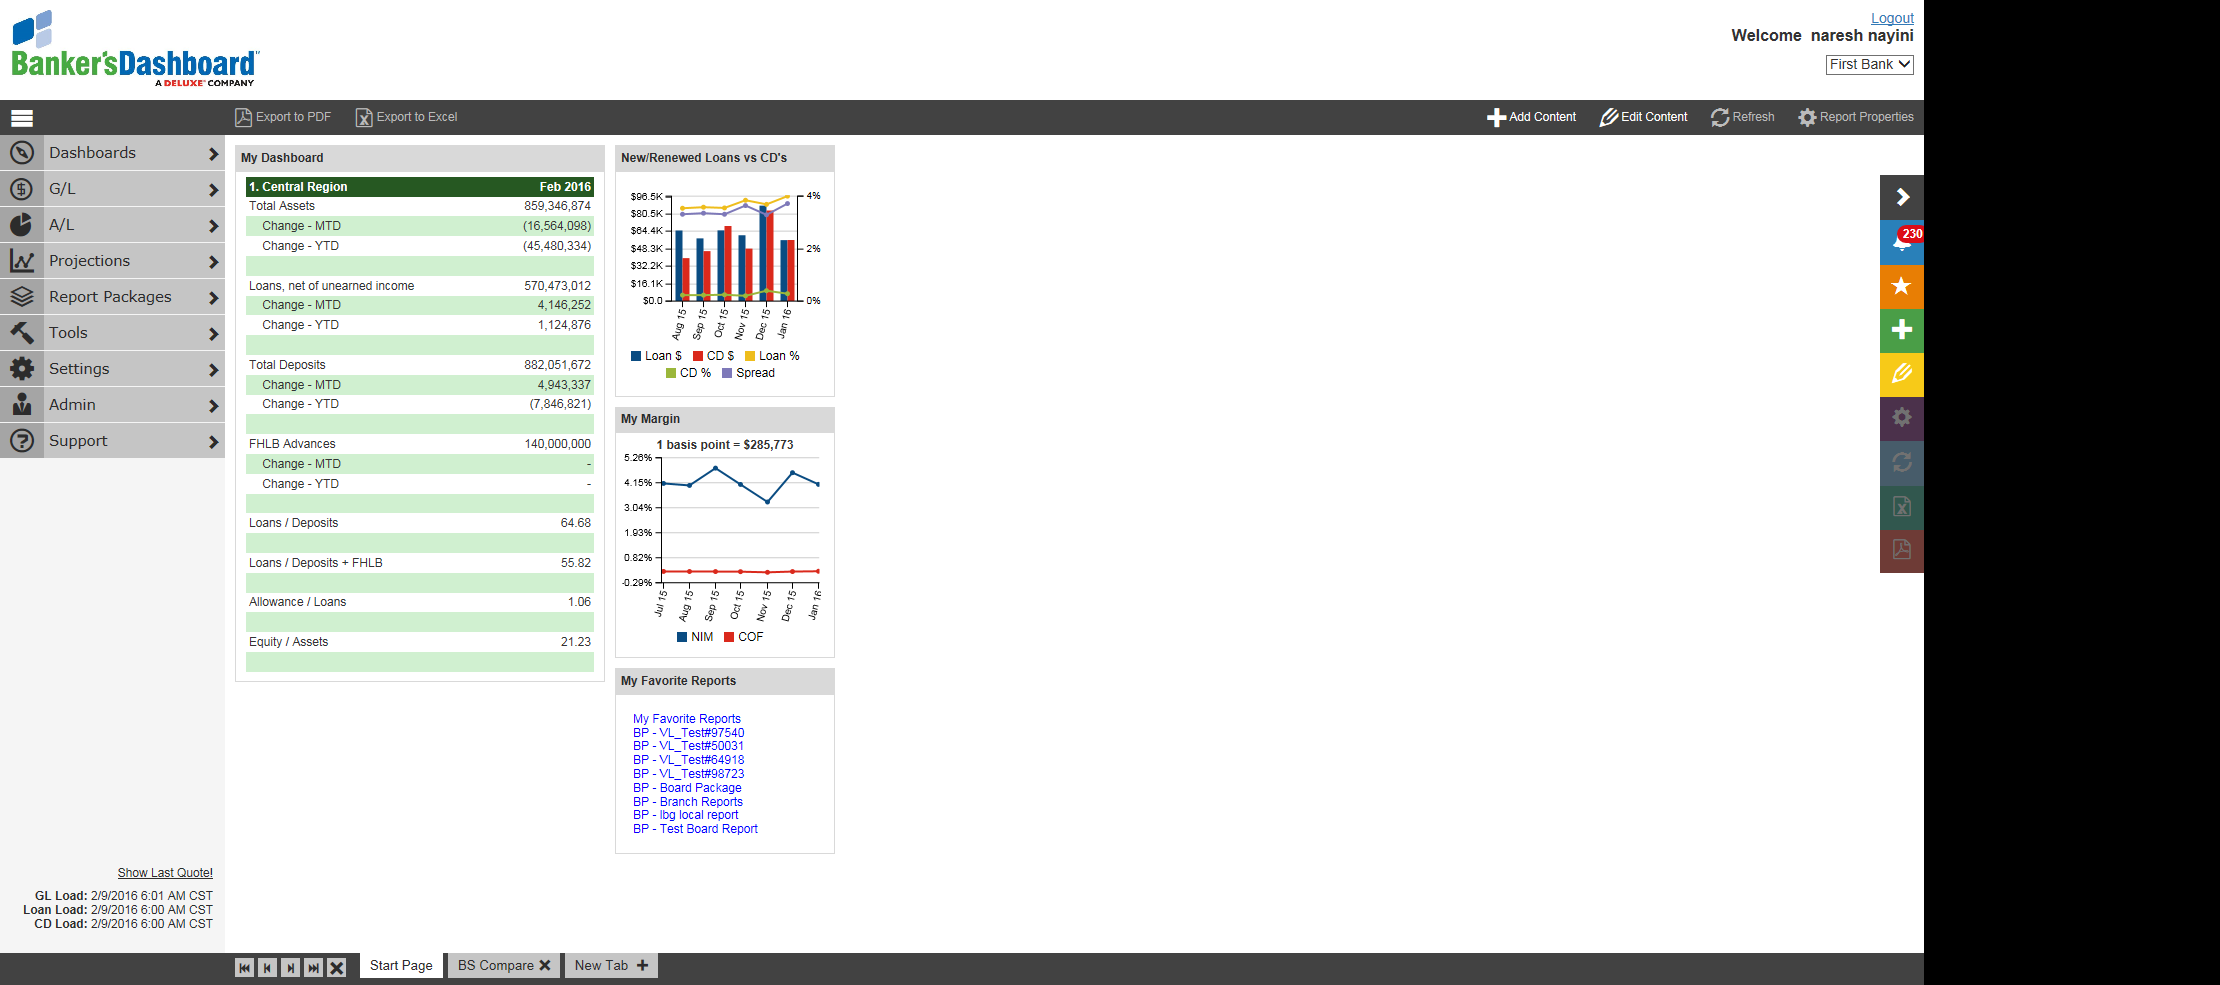 Banker'sDashboard
A DELUXE COMPANY
Logout
Welcome naresh nayini
First Bank
Export to PDF Export to Excel
Add Content Edit Content Refresh Report Properties
Dashboards
G/L
A/L
Projections
Report Packages
Tools
Settings
Admin
Support
Show Last Quote!
GL Load: 2/9/2016 6:01 AM CST
Loan Load: 2/9/2016 6:00 AM CST
CD Load: 2/9/2016 6:00 AM CST
My Dashboard
1. Central Region Feb 2016
Total Assets 859,346,874
Change - MTD (16,564,098)
Change - YTD (45,480,334)
Loans, net of unearned income 570,473,012
Change - MTD 4,146,252
Change - YTD 1,124,876
Total Deposits 882,051,672
Change - MTD 4,943,337
Change - YTD (7,846,821)
FHLB Advances 140,000,000
Change - MTD -
Change - YTD -
Loans / Deposits 64.68
Loans / Deposits + FHLB 55.82
Allowance / Loans 1.06
Equity / Assets 21.23
New/Renewed Loans vs CD's
$96.5K 4%
$80.5K
$64.4K
$48.3K 2%
$32.2K
$16.1K
$0.0 0%
Aug 15 Sep 15 Oct 15 Nov 15 Dec 15 Jan 16
Loan $ CD $ Loan %
CD % Spread
My Margin
1 basis point = $285,773
5.26%
4.15%
3.04%
1.93%
0.82%
-0.29%
Jul 15 Aug 15 Sep 15 Oct 15 Nov 15 Dec 15 Jan 16
NIM COF
My Favorite Reports
My Favorite Reports
BP - VL_Test#97540
BP - VL_Test#50031
BP - VL_Test#64918
BP - VL_Test#98723
BP - Board Package
BP - Branch Reports
BP - lbg local report
BP - Test Board Report
230
Start Page BS Compare New Tab